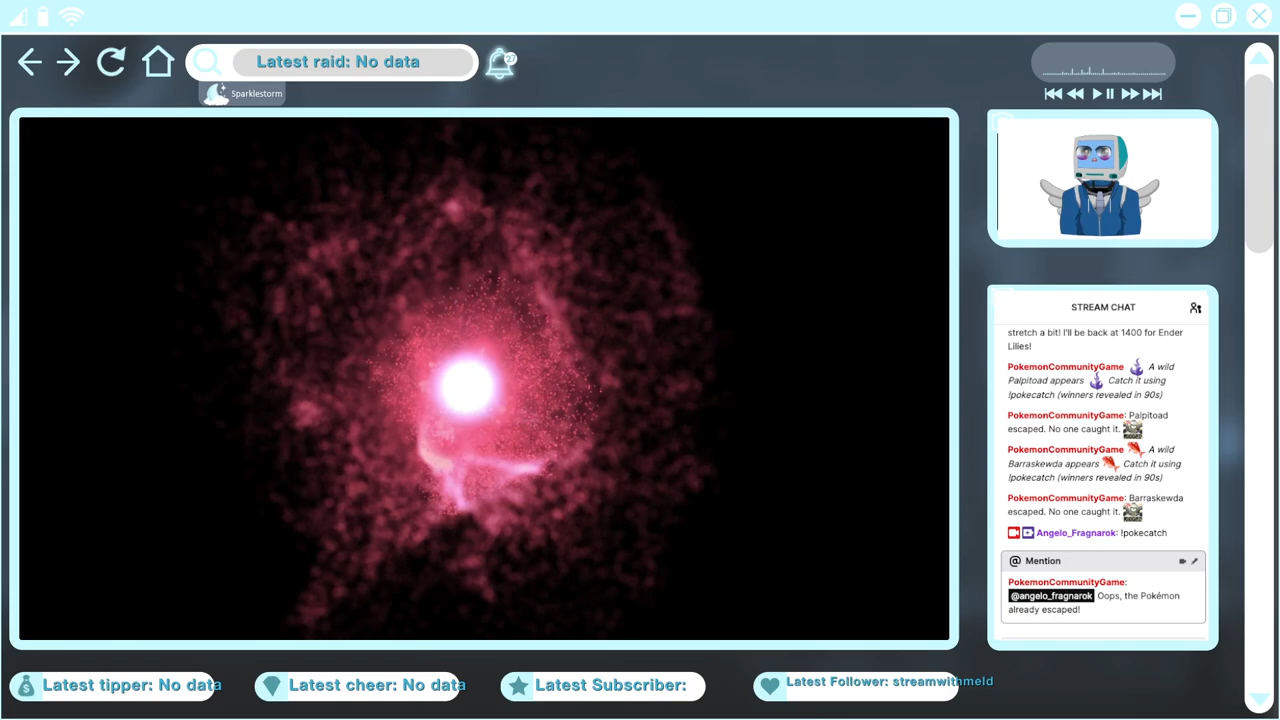 Latest raid: No data
27
Sparklestorm
STREAM CHAT
stretch a bit! I'll be back at 1400 for Ender
Lilies!
PokemonCommunityGame A wild
Palpitoad appears Catch it using
!pokecatch (winners revealed in 90s)
PokemonCommunityGame: Palpitoad
escaped. No one caught it.
PokemonCommunityGame A wild
Barraskewda appears Catch it using
!pokecatch (winners revealed in 90s)
PokemonCommunityGame: Barraskewda
escaped. No one caught it.
Angelo_Fragnarok: !pokecatch
@ Mention
PokemonCommunityGame:
@angelo_fragnarok Oops, the Pokémon
already escaped!
Latest tipper: No data
Latest cheer: No data
Latest Subscriber:
Latest Follower: streamwithmeld